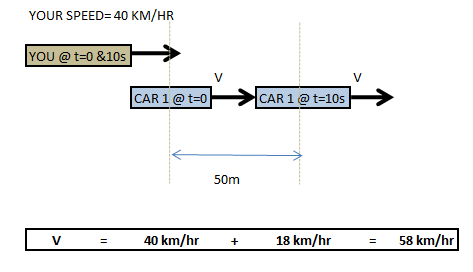 YOUR SPEED= 40 KM/HR
YOU @ t=0 &10s
V
V
CAR 1 @ t=0
CAR 1 @ t=10s
50m
V = 40 km/hr + 18 km/hr = 58 km/hr